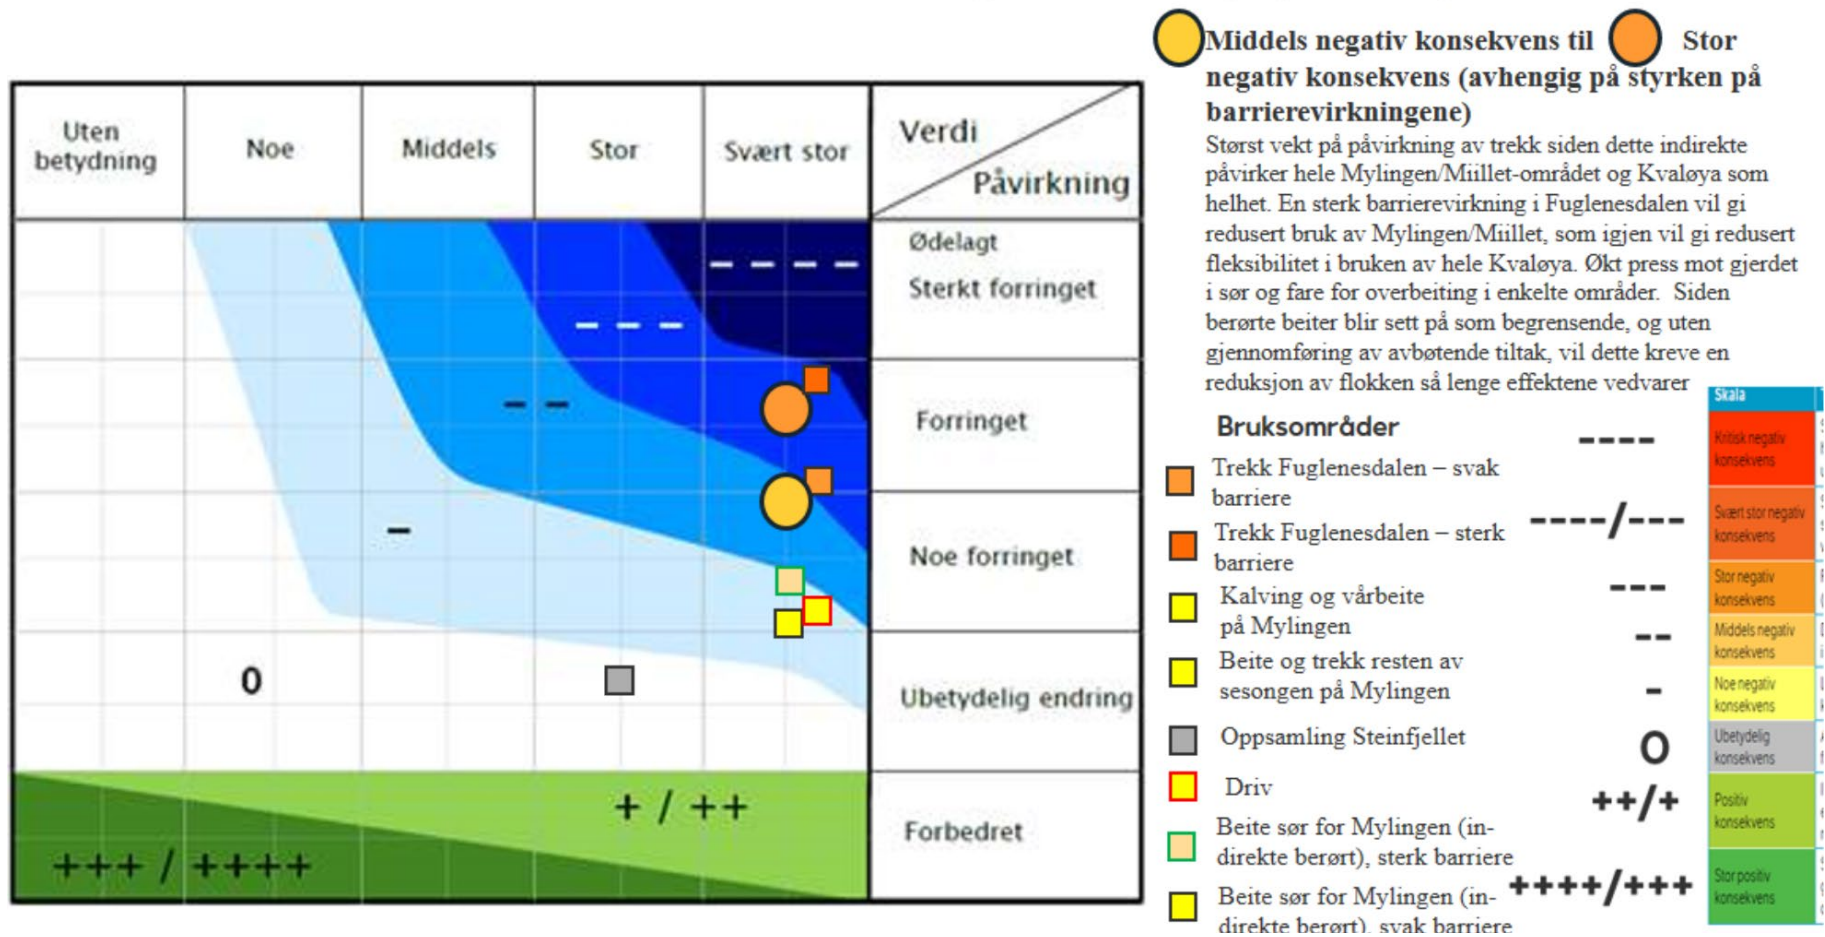 Uten
betydning
Noe
Middels
Stor
Svært stor
Verdi
Påvirkning
Ødelagt
Sterkt forringet
Forringet
Noe forringet
Ubetydelig endring
Forbedret
– – – –
– – –
– –
–
0
+ / ++
+++ / ++++
Middels negativ konsekvens til Stor
negativ konsekvens (avhengig på styrken på
barrierevirkningene)
Størst vekt på påvirkning av trekk siden dette indirekte
påvirker hele Mylingen/Miillet-området og Kvaløya som
helhet. En sterk barrierevirkning i Fuglenesdalen vil gi
redusert bruk av Mylingen/Miillet, som igjen vil gi redusert
fleksibilitet i bruken av hele Kvaløya. Økt press mot gjerdet
i sør og fare for overbeiting i enkelte områder. Siden
berørte beiter blir sett på som begrensende, og uten
gjennomføring av avbøtende tiltak, vil dette kreve en
reduksjon av flokken så lenge effektene vedvarer
Bruksområder
Trekk Fuglenesdalen – svak
barriere
Trekk Fuglenesdalen – sterk
barriere
Kalving og vårbeite
på Mylingen
Beite og trekk resten av
sesongen på Mylingen
Oppsamling Steinfjellet
Driv
Beite sør for Mylingen (in-
direkte berørt), sterk barriere
Beite sør for Mylingen (in-
direkte berørt), svak barriere
----
----/---
---
--
-
0
++/+
++++/+++
Skala
Kritisk negativ
konsekvens
Svært stor negativ
konsekvens
Stor negativ
konsekvens
Middels negativ
konsekvens
Noe negativ
konsekvens
Ubetydelig
konsekvens
Positiv
konsekvens
Stor positiv
konsekvens